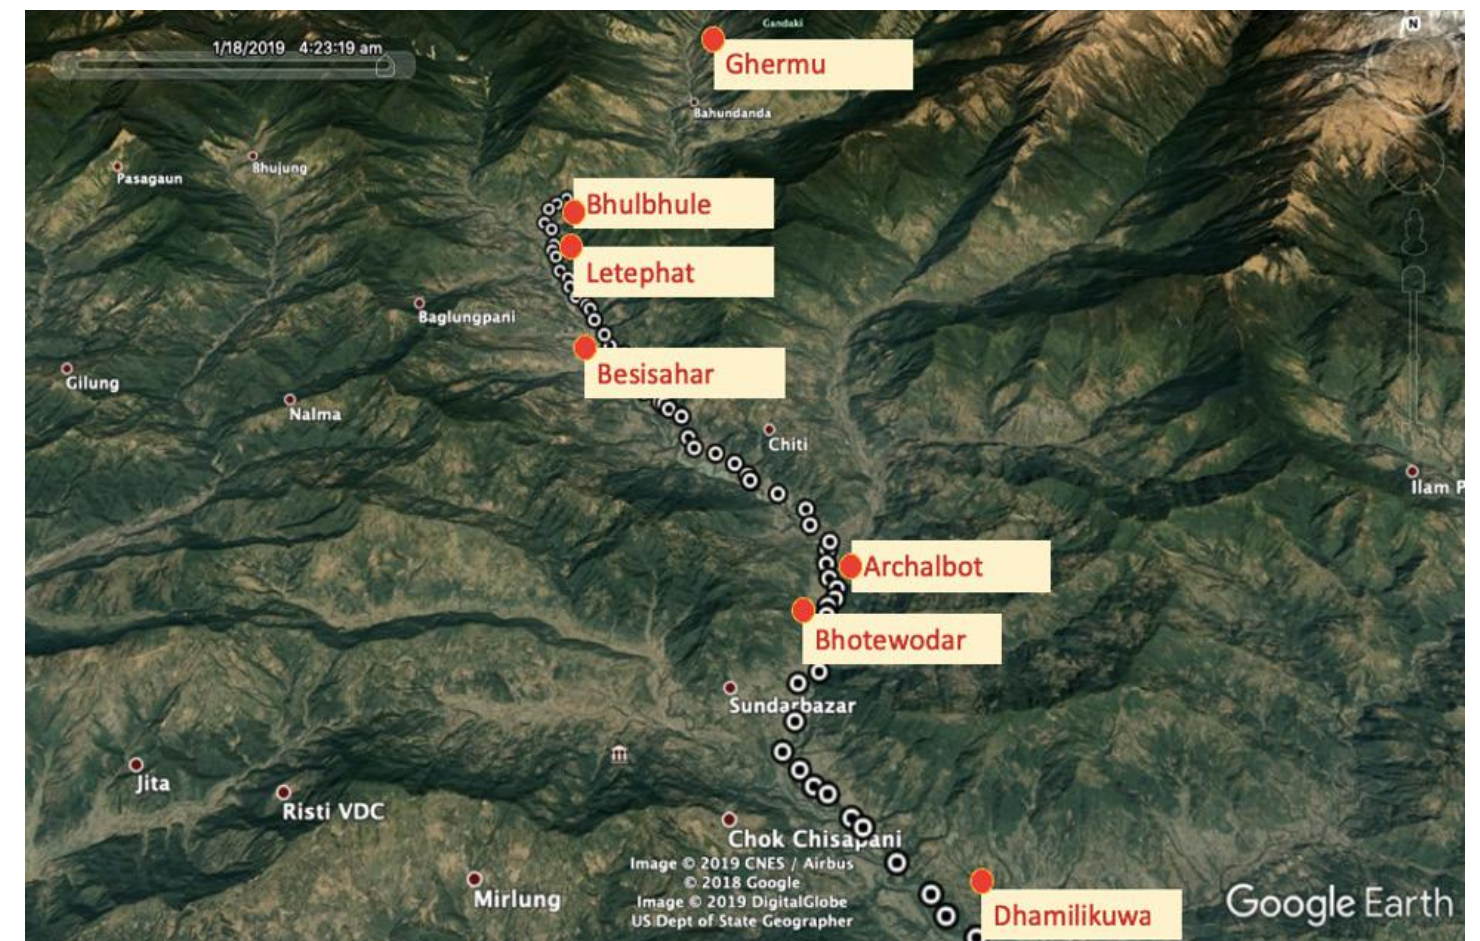 Gandaki
N
1/18/2019 4:23:19 am
Ghermu
Bahundanda
Bhujung
Pasagaun
Bhulbhule
Letephat
Baglungpani
Besisahar
Gilung
Nalma
Chiti
Ilam P
Archalbot
Bhotewodar
Sundarbazar
Jita
Risti VDC
Chok Chisapani
Image © 2019 CNES / Airbus
© 2018 Google
Image © 2019 DigitalGlobe
US Dept of State Geographer
Mirlung
Dhamilikuwa
Google Earth